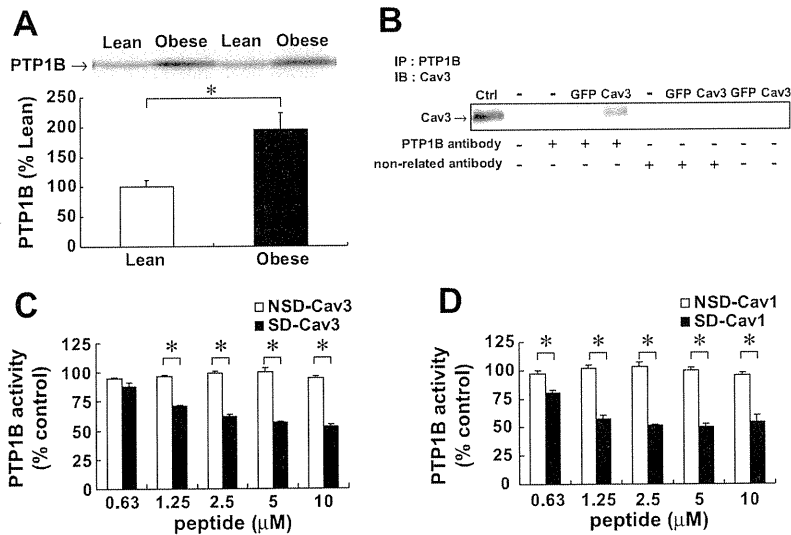 A
Lean Obese Lean Obese
PTP1B →
*
PTP1B (% Lean)
250
200
150
100
50
0
Lean Obese
B
IP : PTP1B
IB : Cav3
Ctrl - - GFP Cav3 - GFP Cav3 GFP Cav3
Cav3 →
PTP1B antibody - + + + - - - - -
non-related antibody - - - - + + + - -
C
NSD-Cav3
SD-Cav3
* * * *
PTP1B activity
(% control)
125
100
75
50
25
0
0.63 1.25 2.5 5 10
peptide (μM)
D
NSD-Cav1
SD-Cav1
* * * * *
PTP1B activity
(% control)
125
100
75
50
25
0
0.63 1.25 2.5 5 10
peptide (μM)